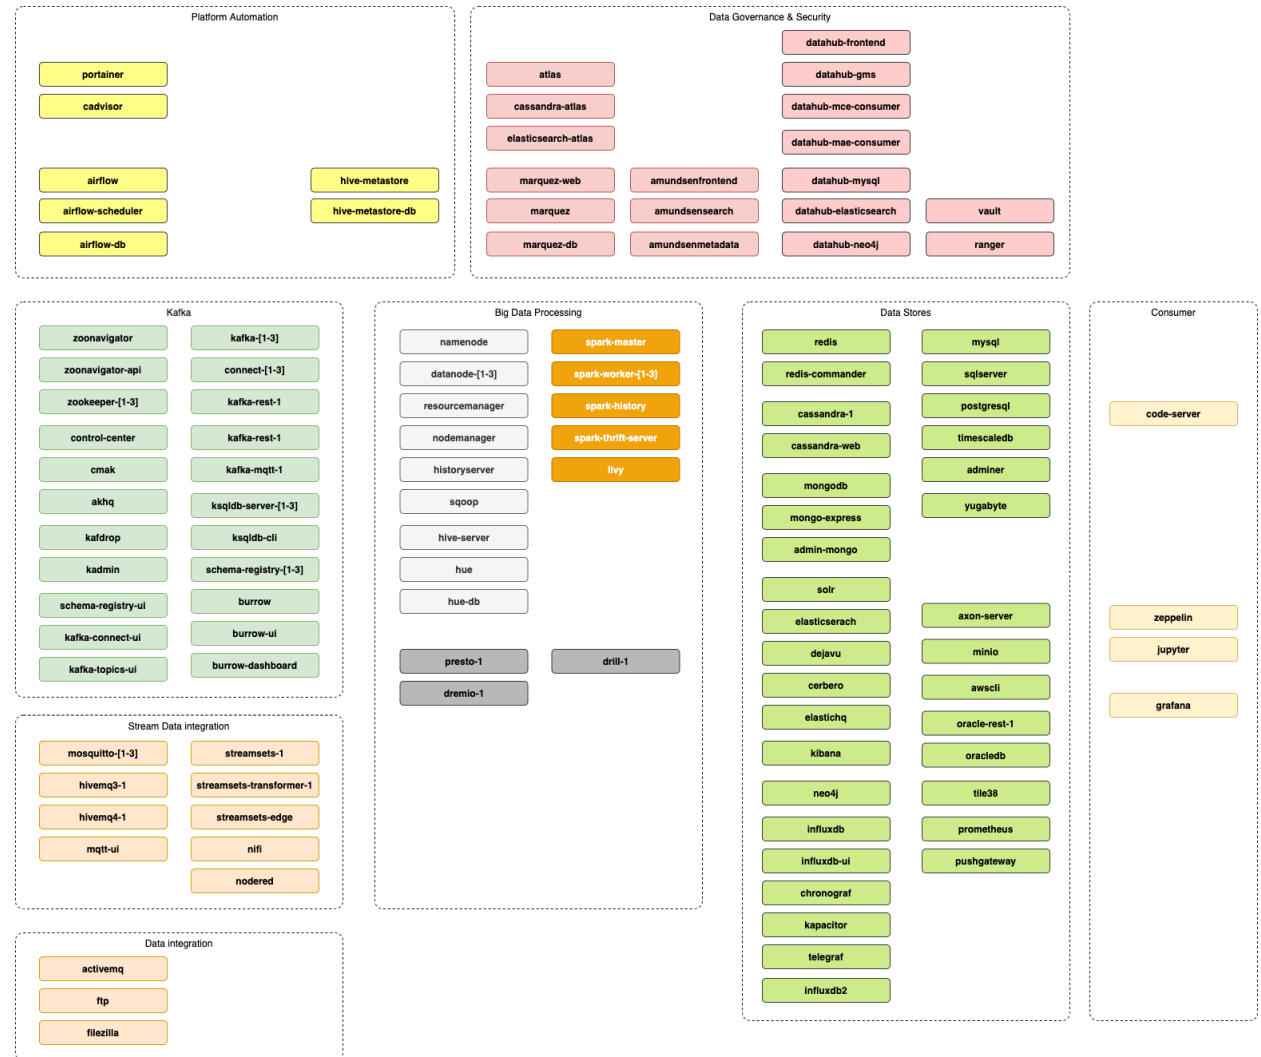 Platform Automation
portainer
cadvisor
airflow
airflow-scheduler
airflow-db
hive-metastore
hive-metastore-db
Data Governance & Security
atlas
cassandra-atlas
elasticsearch-atlas
marquez-web
marquez
marquez-db
amundsenfrontend
amundsensearch
amundsenmetadata
datahub-frontend
datahub-gms
datahub-mce-consumer
datahub-mae-consumer
datahub-mysql
datahub-elasticsearch
datahub-neo4j
vault
ranger
Kafka
zoonavigator
zoonavigator-api
zookeeper-[1-3]
control-center
cmak
akhq
kafdrop
kadmin
schema-registry-ui
kafka-connect-ui
kafka-topics-ui
kafka-[1-3]
connect-[1-3]
kafka-rest-1
kafka-rest-1
kafka-mqtt-1
ksqldb-server-[1-3]
ksqldb-cli
schema-registry-[1-3]
burrow
burrow-ui
burrow-dashboard
Big Data Processing
namenode
datanode-[1-3]
resourcemanager
nodemanager
historyserver
sqoop
hive-server
hue
hue-db
presto-1
dremio-1
spark-master
spark-worker-[1-3]
spark-history
spark-thrift-server
livy
drill-1
Data Stores
redis
redis-commander
cassandra-1
cassandra-web
mongodb
mongo-express
admin-mongo
solr
elasticserach
dejavu
cerbero
elastichq
kibana
neo4j
influxdb
influxdb-ui
chronograf
kapacitor
telegraf
influxdb2
mysql
sqlserver
postgresql
timescaledb
adminer
yugabyte
axon-server
minio
awscli
oracle-rest-1
oracledb
tile38
prometheus
pushgateway
Consumer
code-server
zeppelin
jupyter
grafana
Stream Data integration
mosquitto-[1-3]
hivemq3-1
hivemq4-1
mqtt-ui
streamsets-1
streamsets-transformer-1
streamsets-edge
nifi
nodered
Data integration
activemq
ftp
filezilla